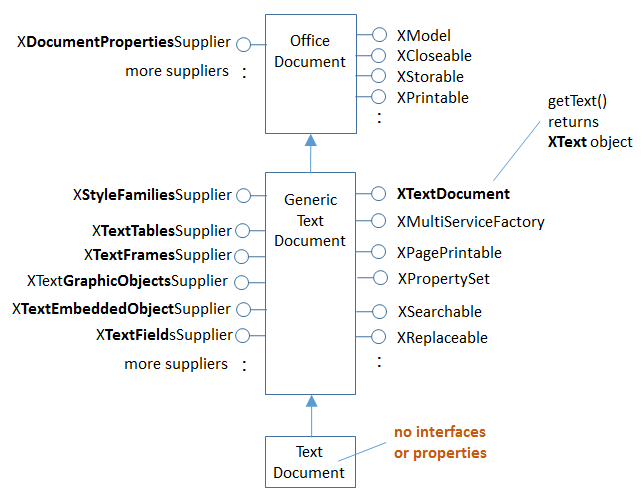 Office
Document
XDocumentPropertiesSupplier
more suppliers :
XModel
XCloseable
XStorable
XPrintable
:
getText()
returns
XText object
Generic
Text
Document
XStyleFamiliesSupplier
XTextTablesSupplier
XTextFramesSupplier
XTextGraphicObjectsSupplier
XTextEmbeddedObjectSupplier
XTextFieldsSupplier
more suppliers :
XTextDocument
XMultiServiceFactory
XPagePrintable
XPropertySet
XSearchable
XReplaceable
:
Text
Document
no interfaces
or properties